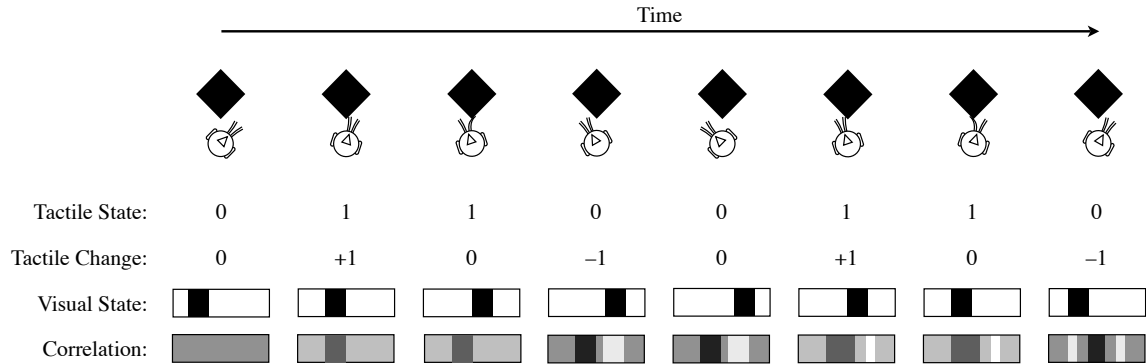 Time
Tactile State: 0 1 1 0 0 1 1 0
Tactile Change: 0 +1 0 –1 0 +1 0 –1
Visual State:
Correlation: